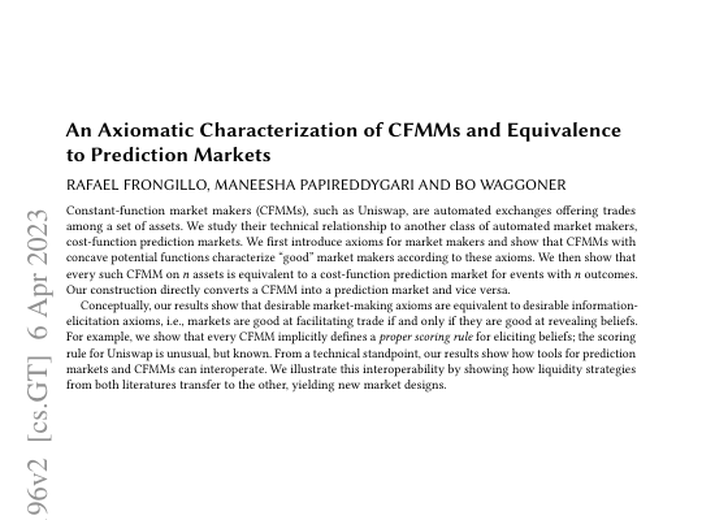 An Axiomatic Characterization of CFMMs and Equivalence
to Prediction Markets
RAFAEL FRONGILLO, MANEESHA PAPIREDDYGARI AND BO WAGGONER
Constant-function market makers (CFMMs), such as Uniswap, are automated exchanges offering trades
among a set of assets. We study their technical relationship to another class of automated market makers,
cost-function prediction markets. We first introduce axioms for market makers and show that CFMMs with
concave potential functions characterize “good” market makers according to these axioms. We then show that
every such CFMM on n assets is equivalent to a cost-function prediction market for events with n outcomes.
Our construction directly converts a CFMM into a prediction market and vice versa.
Conceptually, our results show that desirable market-making axioms are equivalent to desirable information-
elicitation axioms, i.e., markets are good at facilitating trade if and only if they are good at revealing beliefs.
For example, we show that every CFMM implicitly defines a proper scoring rule for eliciting beliefs; the scoring
rule for Uniswap is unusual, but known. From a technical standpoint, our results show how tools for prediction
markets and CFMMs can interoperate. We illustrate this interoperability by showing how liquidity strategies
from both literatures transfer to the other, yielding new market designs.
96v2 [cs.GT] 6 Apr 2023